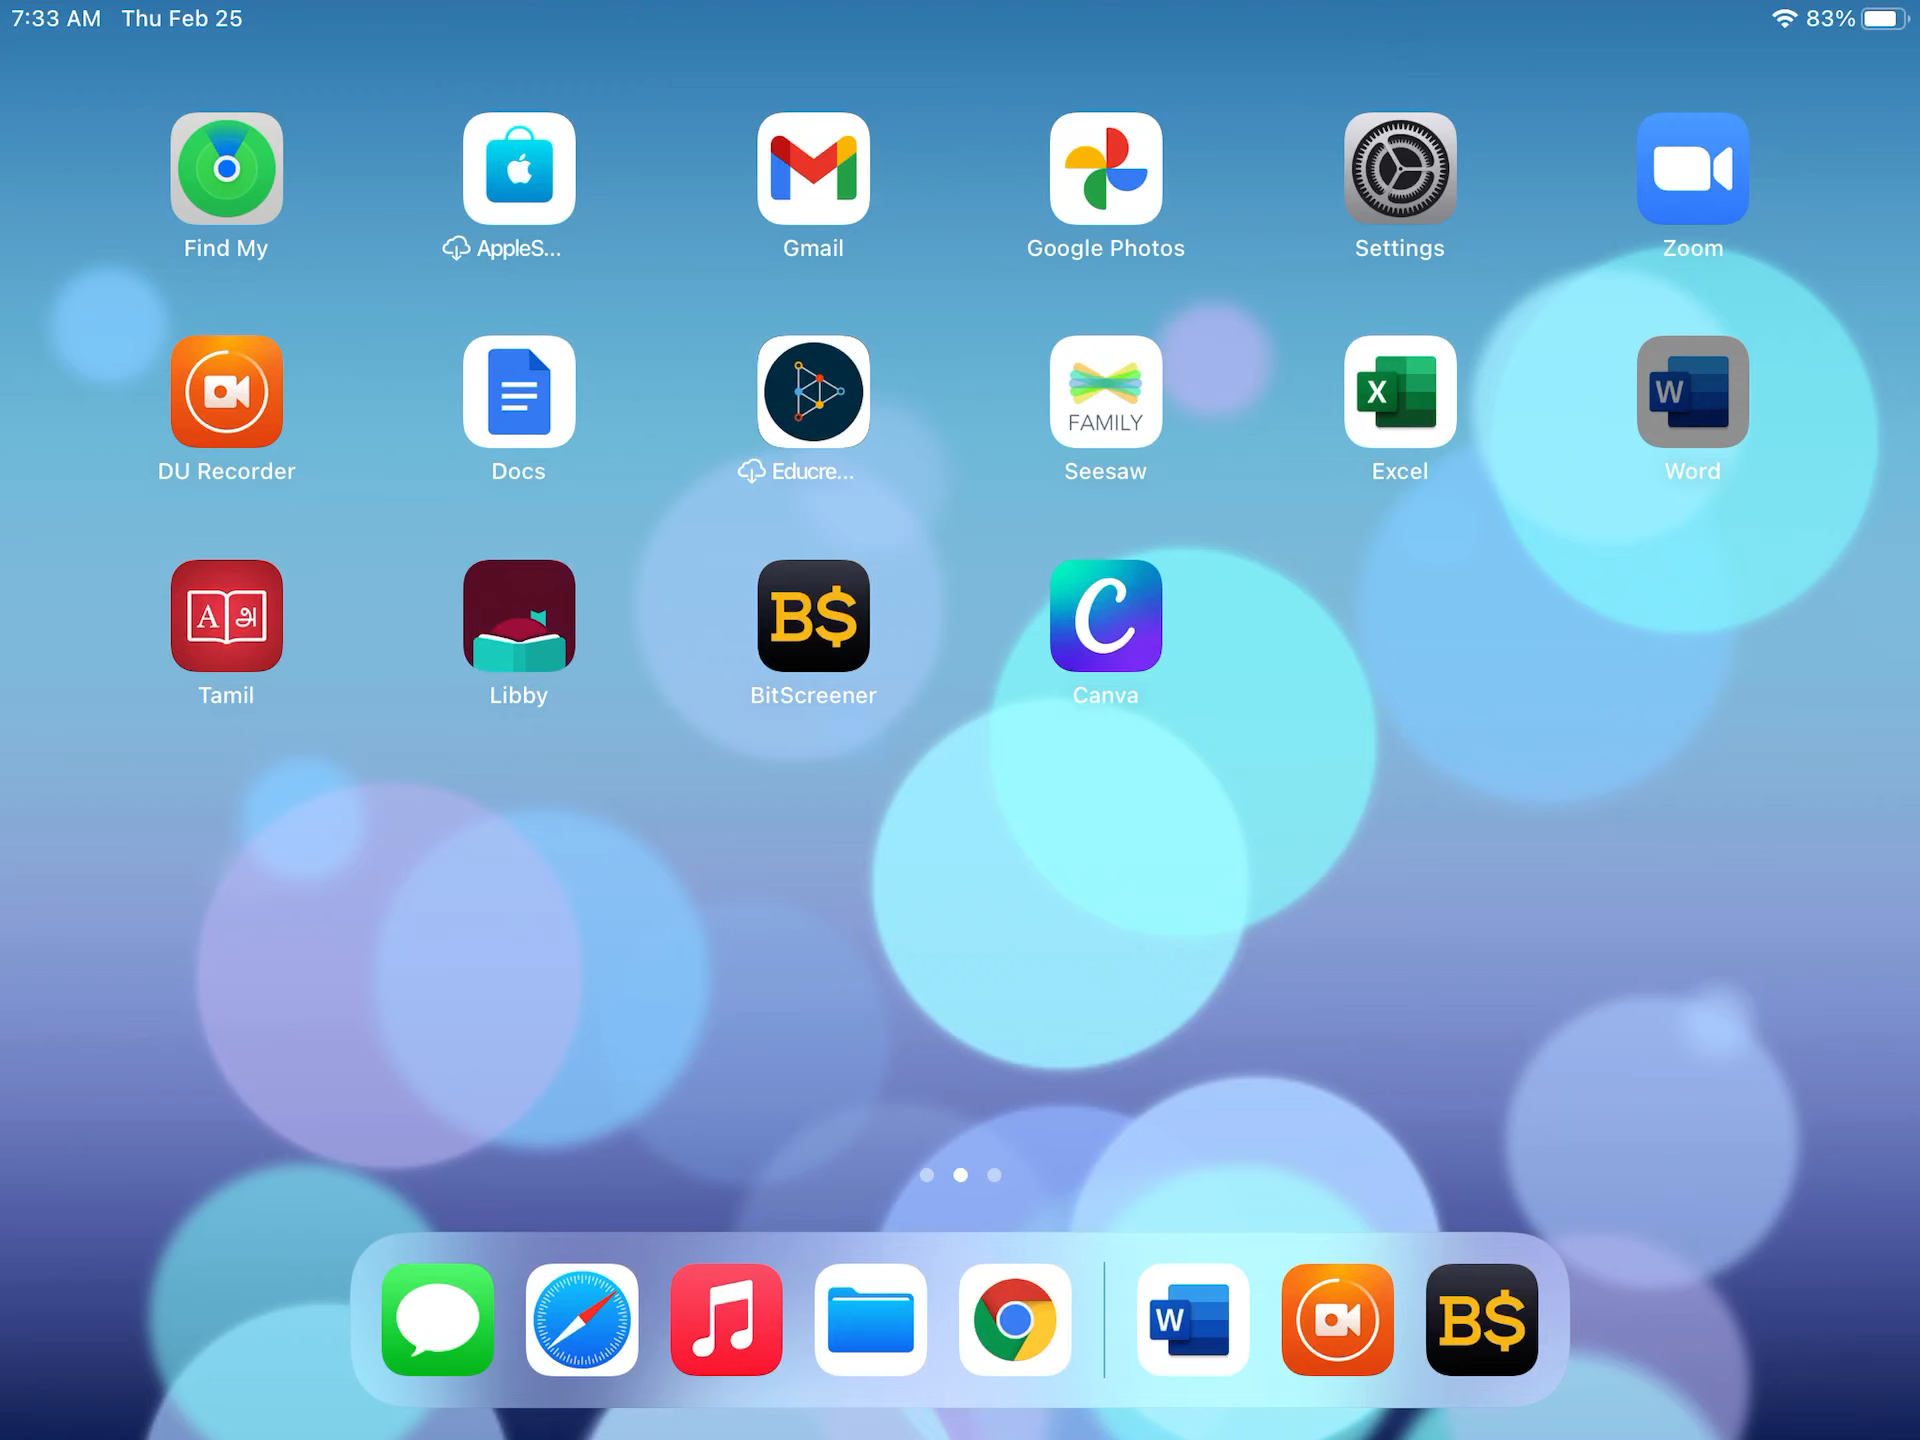 7:33 AM Thu Feb 25
83%
Find My
AppleS...
Gmail
Google Photos
Settings
Zoom
FAMILY
X
W
DU Recorder
Docs
Educre...
Seesaw
Excel
Word
A அ
B$
C
Tamil
Libby
BitScreener
Canva
W
B$